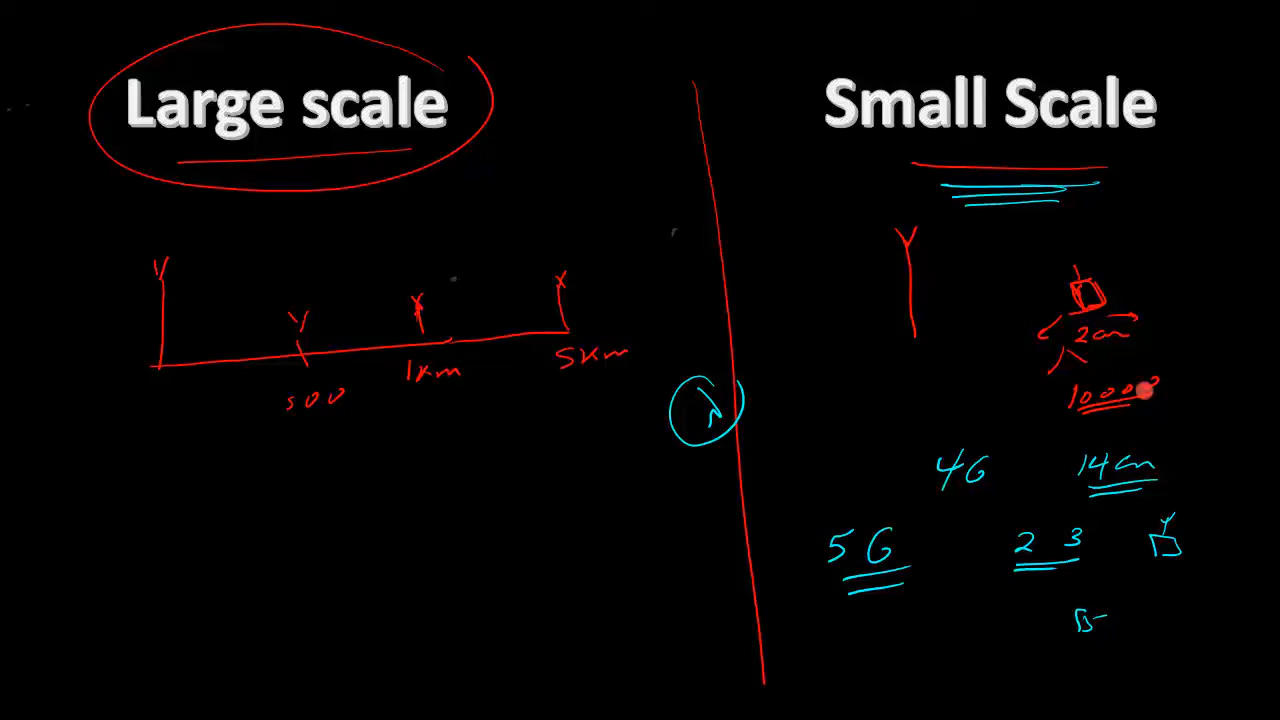 Large scale
500
1km
5km
Small Scale
2cm
10000
4G
14cm
5G
2 3